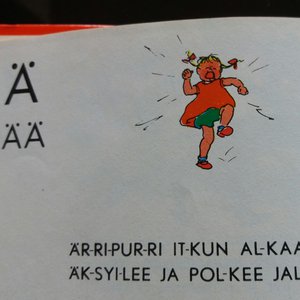 Ä
ÄÄ
ÄR-RI-PUR-RI IT-KUN AL-KAA
ÄK-SYI-LEE JA POL-KEE JAL